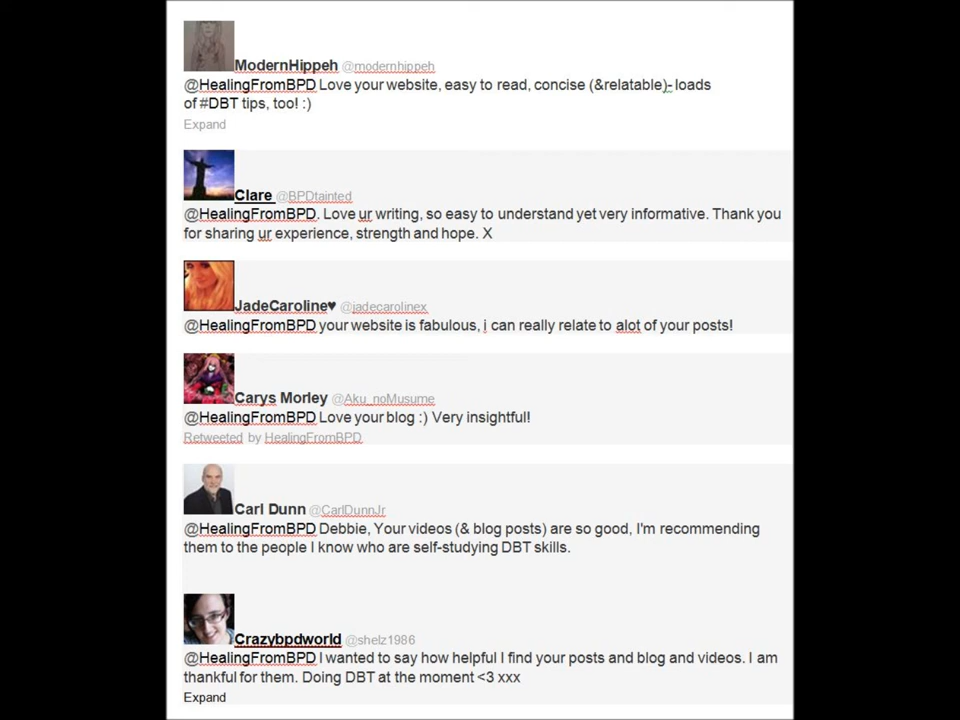 ModernHippeh @modernhippeh
@HealingFromBPD Love your website, easy to read, concise (&relatable)- loads
of #DBT tips, too! :)
Expand
Clare @BPDtainted
@HealingFromBPD. Love ur writing, so easy to understand yet very informative. Thank you
for sharing ur experience, strength and hope. X
JadeCaroline♥ @jadecarolinex
@HealingFromBPD your website is fabulous, i can really relate to alot of your posts!
Carys Morley @Aku_noMusume
@HealingFromBPD Love your blog :) Very insightful!
Retweeted by HealingFromBPD
Carl Dunn @CarlDunnJr
@HealingFromBPD Debbie, Your videos (& blog posts) are so good, I'm recommending
them to the people I know who are self-studying DBT skills.
Crazybpdworld @shelz1986
@HealingFromBPD I wanted to say how helpful I find your posts and blog and videos. I am
thankful for them. Doing DBT at the moment <3 xxx
Expand